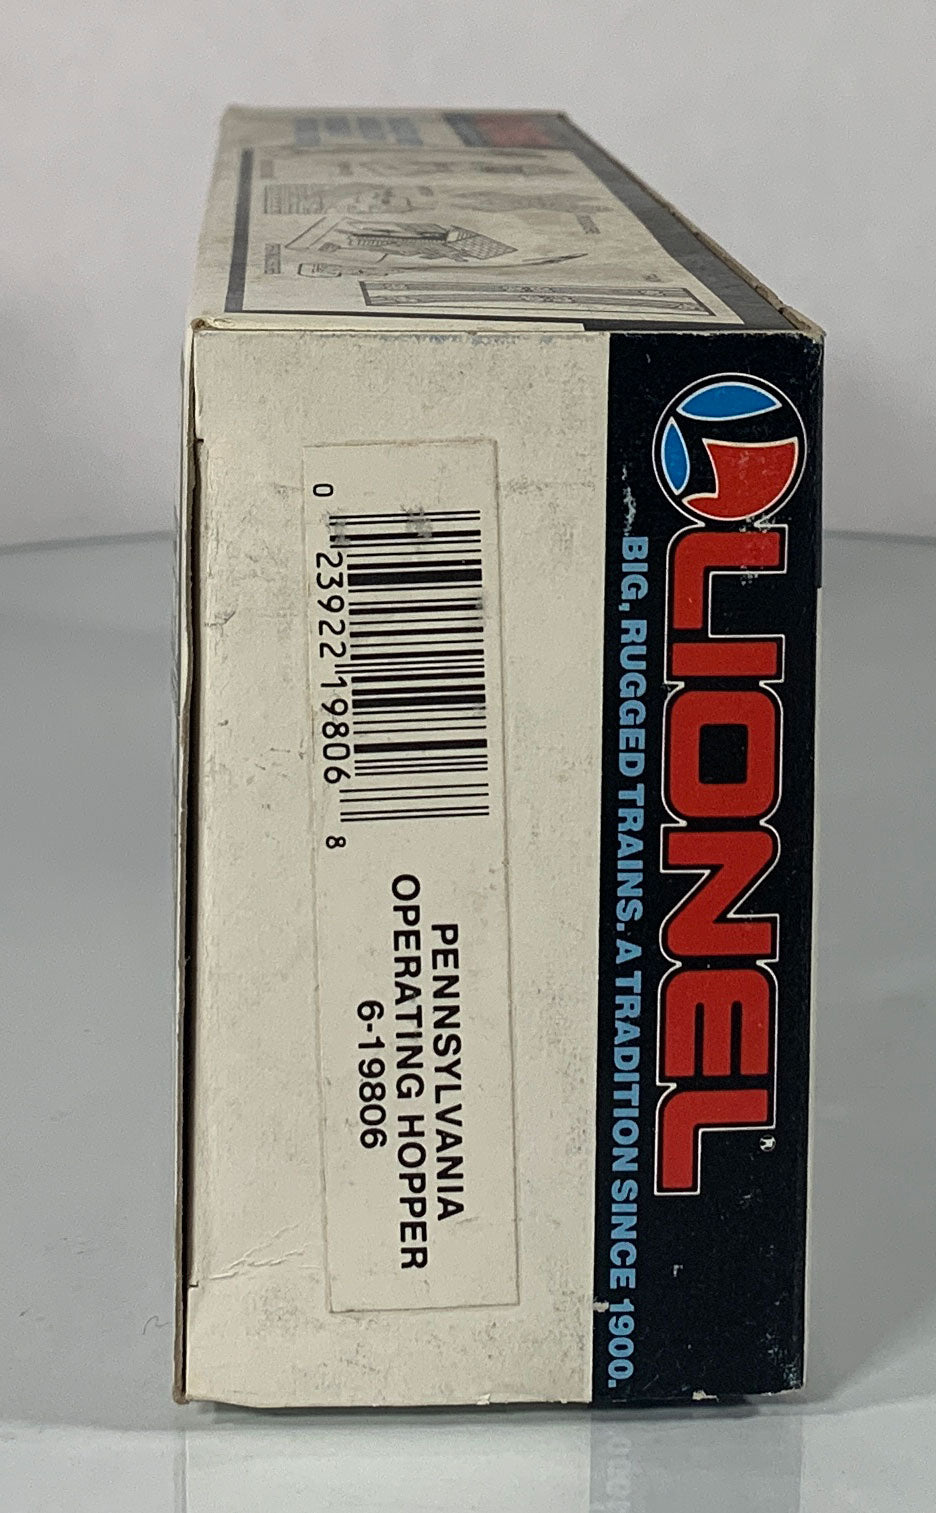 LIONEL®
BIG, RUGGED TRAINS. A TRADITION SINCE 1900.
PENNSYLVANIA
OPERATING HOPPER
6-19806
0 23922 19806 8